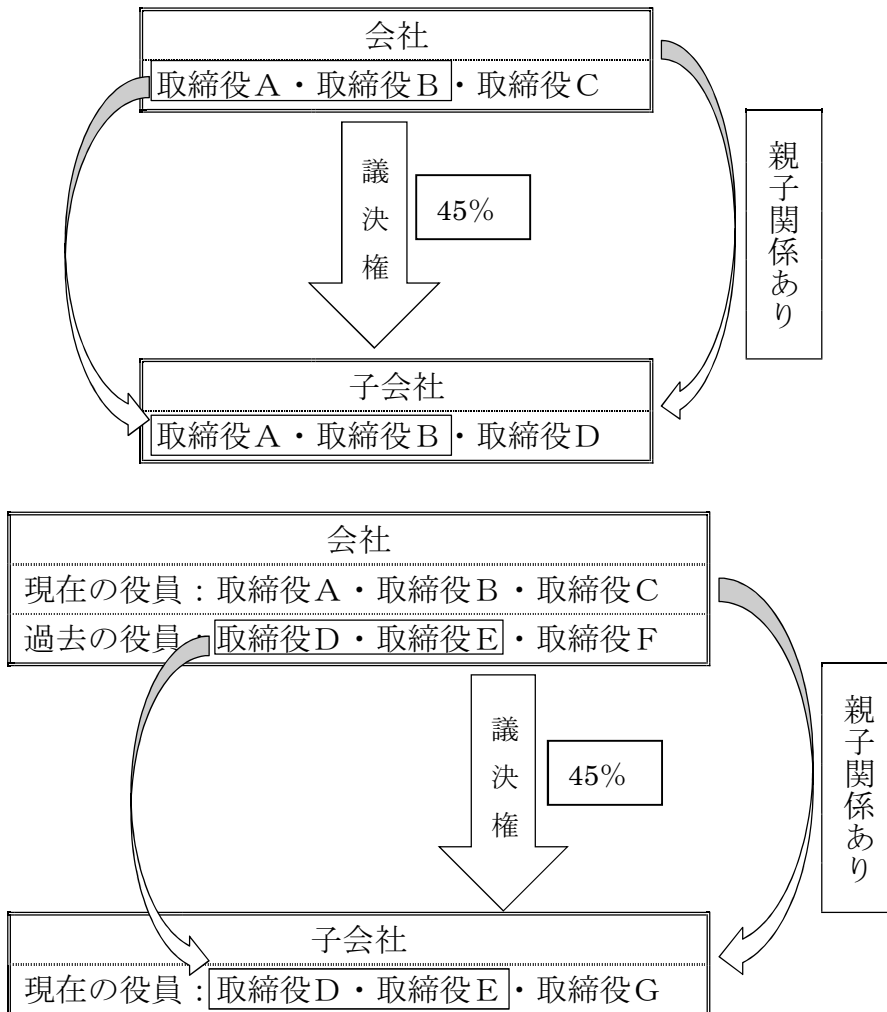 会社
取締役A・取締役B・取締役C
議決権
45%
親子関係あり
子会社
取締役A・取締役B・取締役D
会社
現在の役員：取締役A・取締役B・取締役C
過去の役員：取締役D・取締役E・取締役F
議決権
45%
親子関係あり
子会社
現在の役員：取締役D・取締役E・取締役G